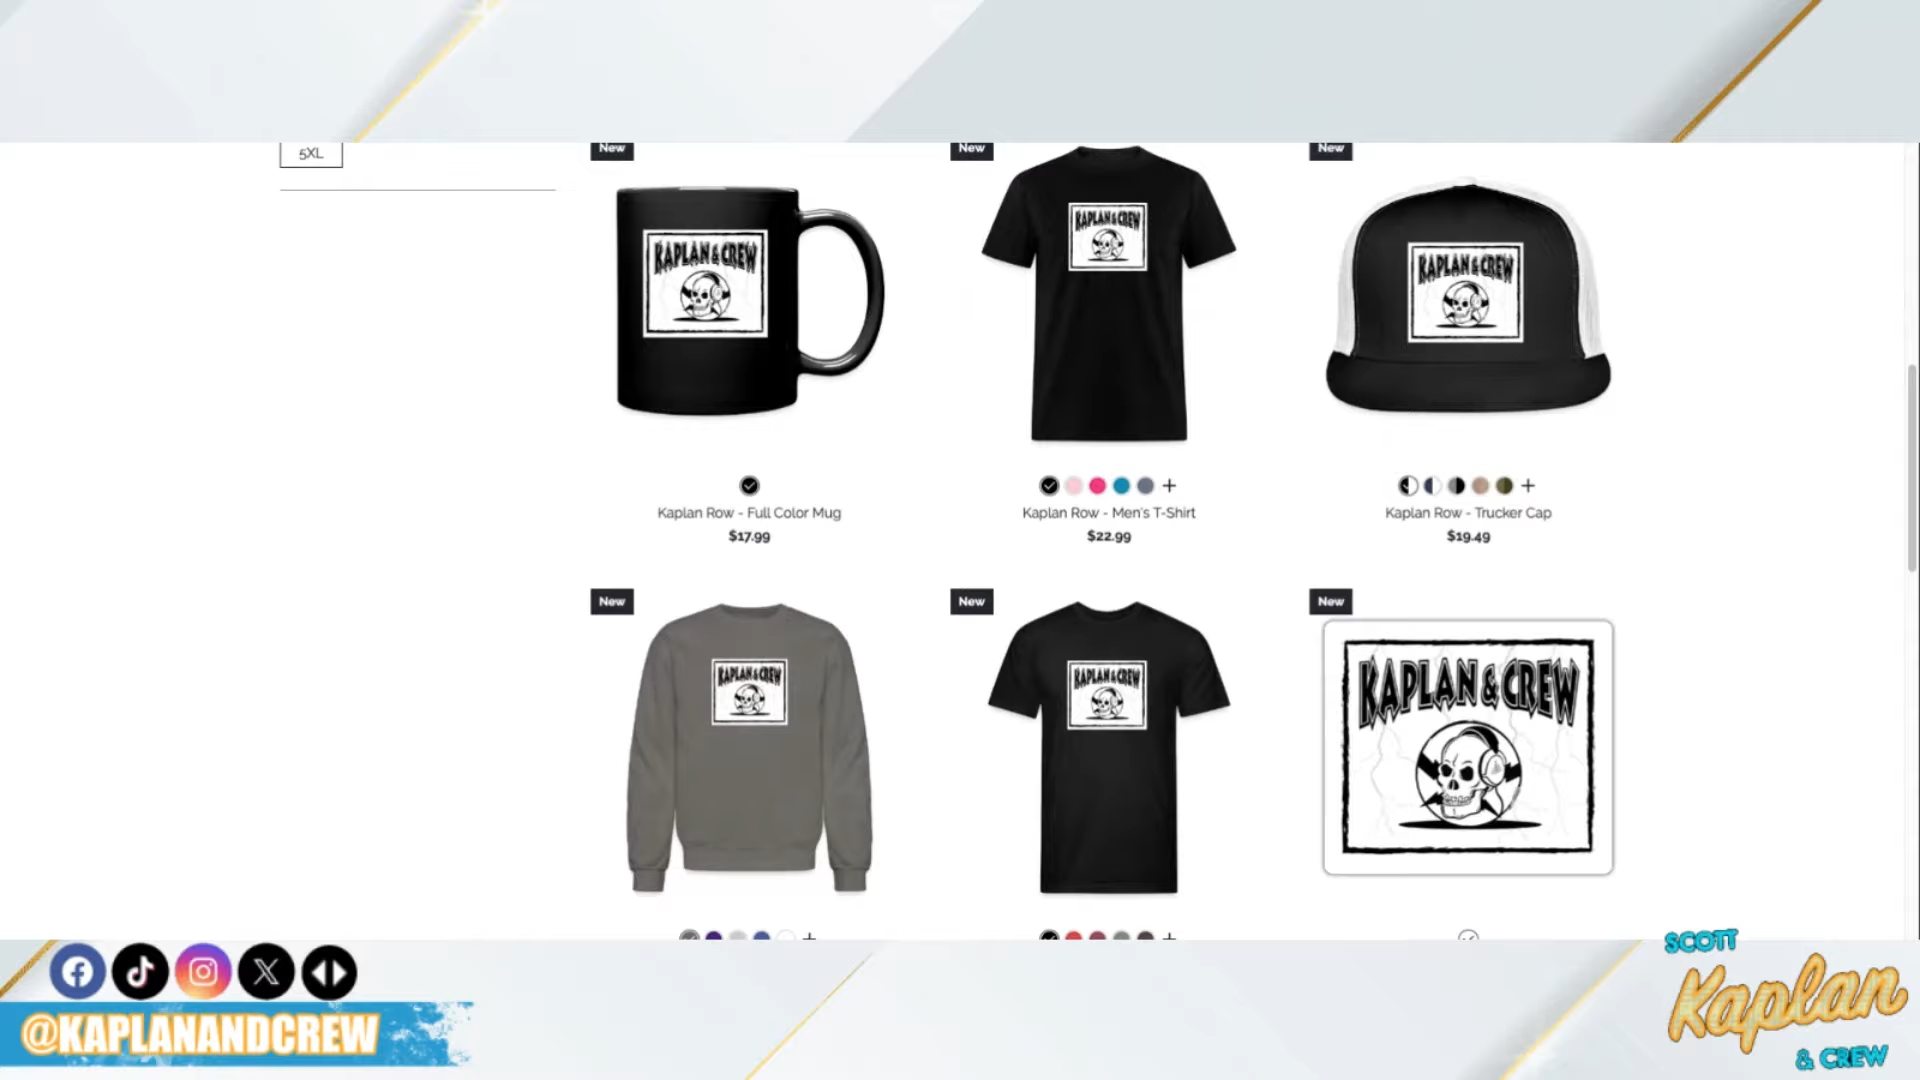 5XL
New
New
New
KAPLAN & CREW
KAPLAN & CREW
KAPLAN & CREW
Kaplan Row - Full Color Mug
$17.99
Kaplan Row - Men's T-Shirt
$22.99
Kaplan Row - Trucker Cap
$19.49
New
New
New
KAPLAN & CREW
KAPLAN & CREW
KAPLAN & CREW
@KAPLANANDCREW
SCOTT
Kaplan
& CREW